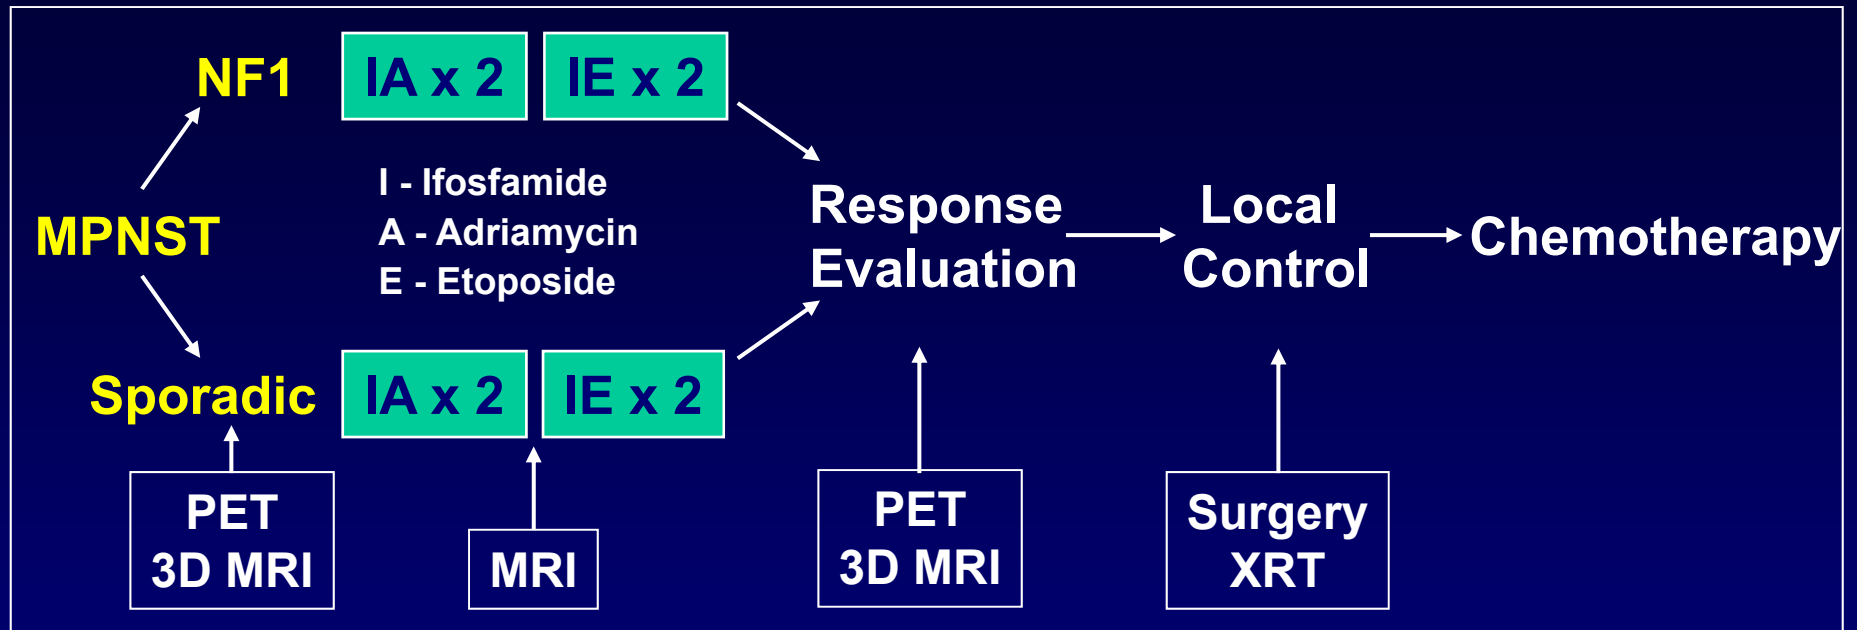 NF1
IA x 2
IE x 2
I - Ifosfamide
A - Adriamycin
E - Etoposide
MPNST
Response
Evaluation
Local
Control
Chemotherapy
Sporadic
IA x 2
IE x 2
PET
3D MRI
MRI
PET
3D MRI
Surgery
XRT